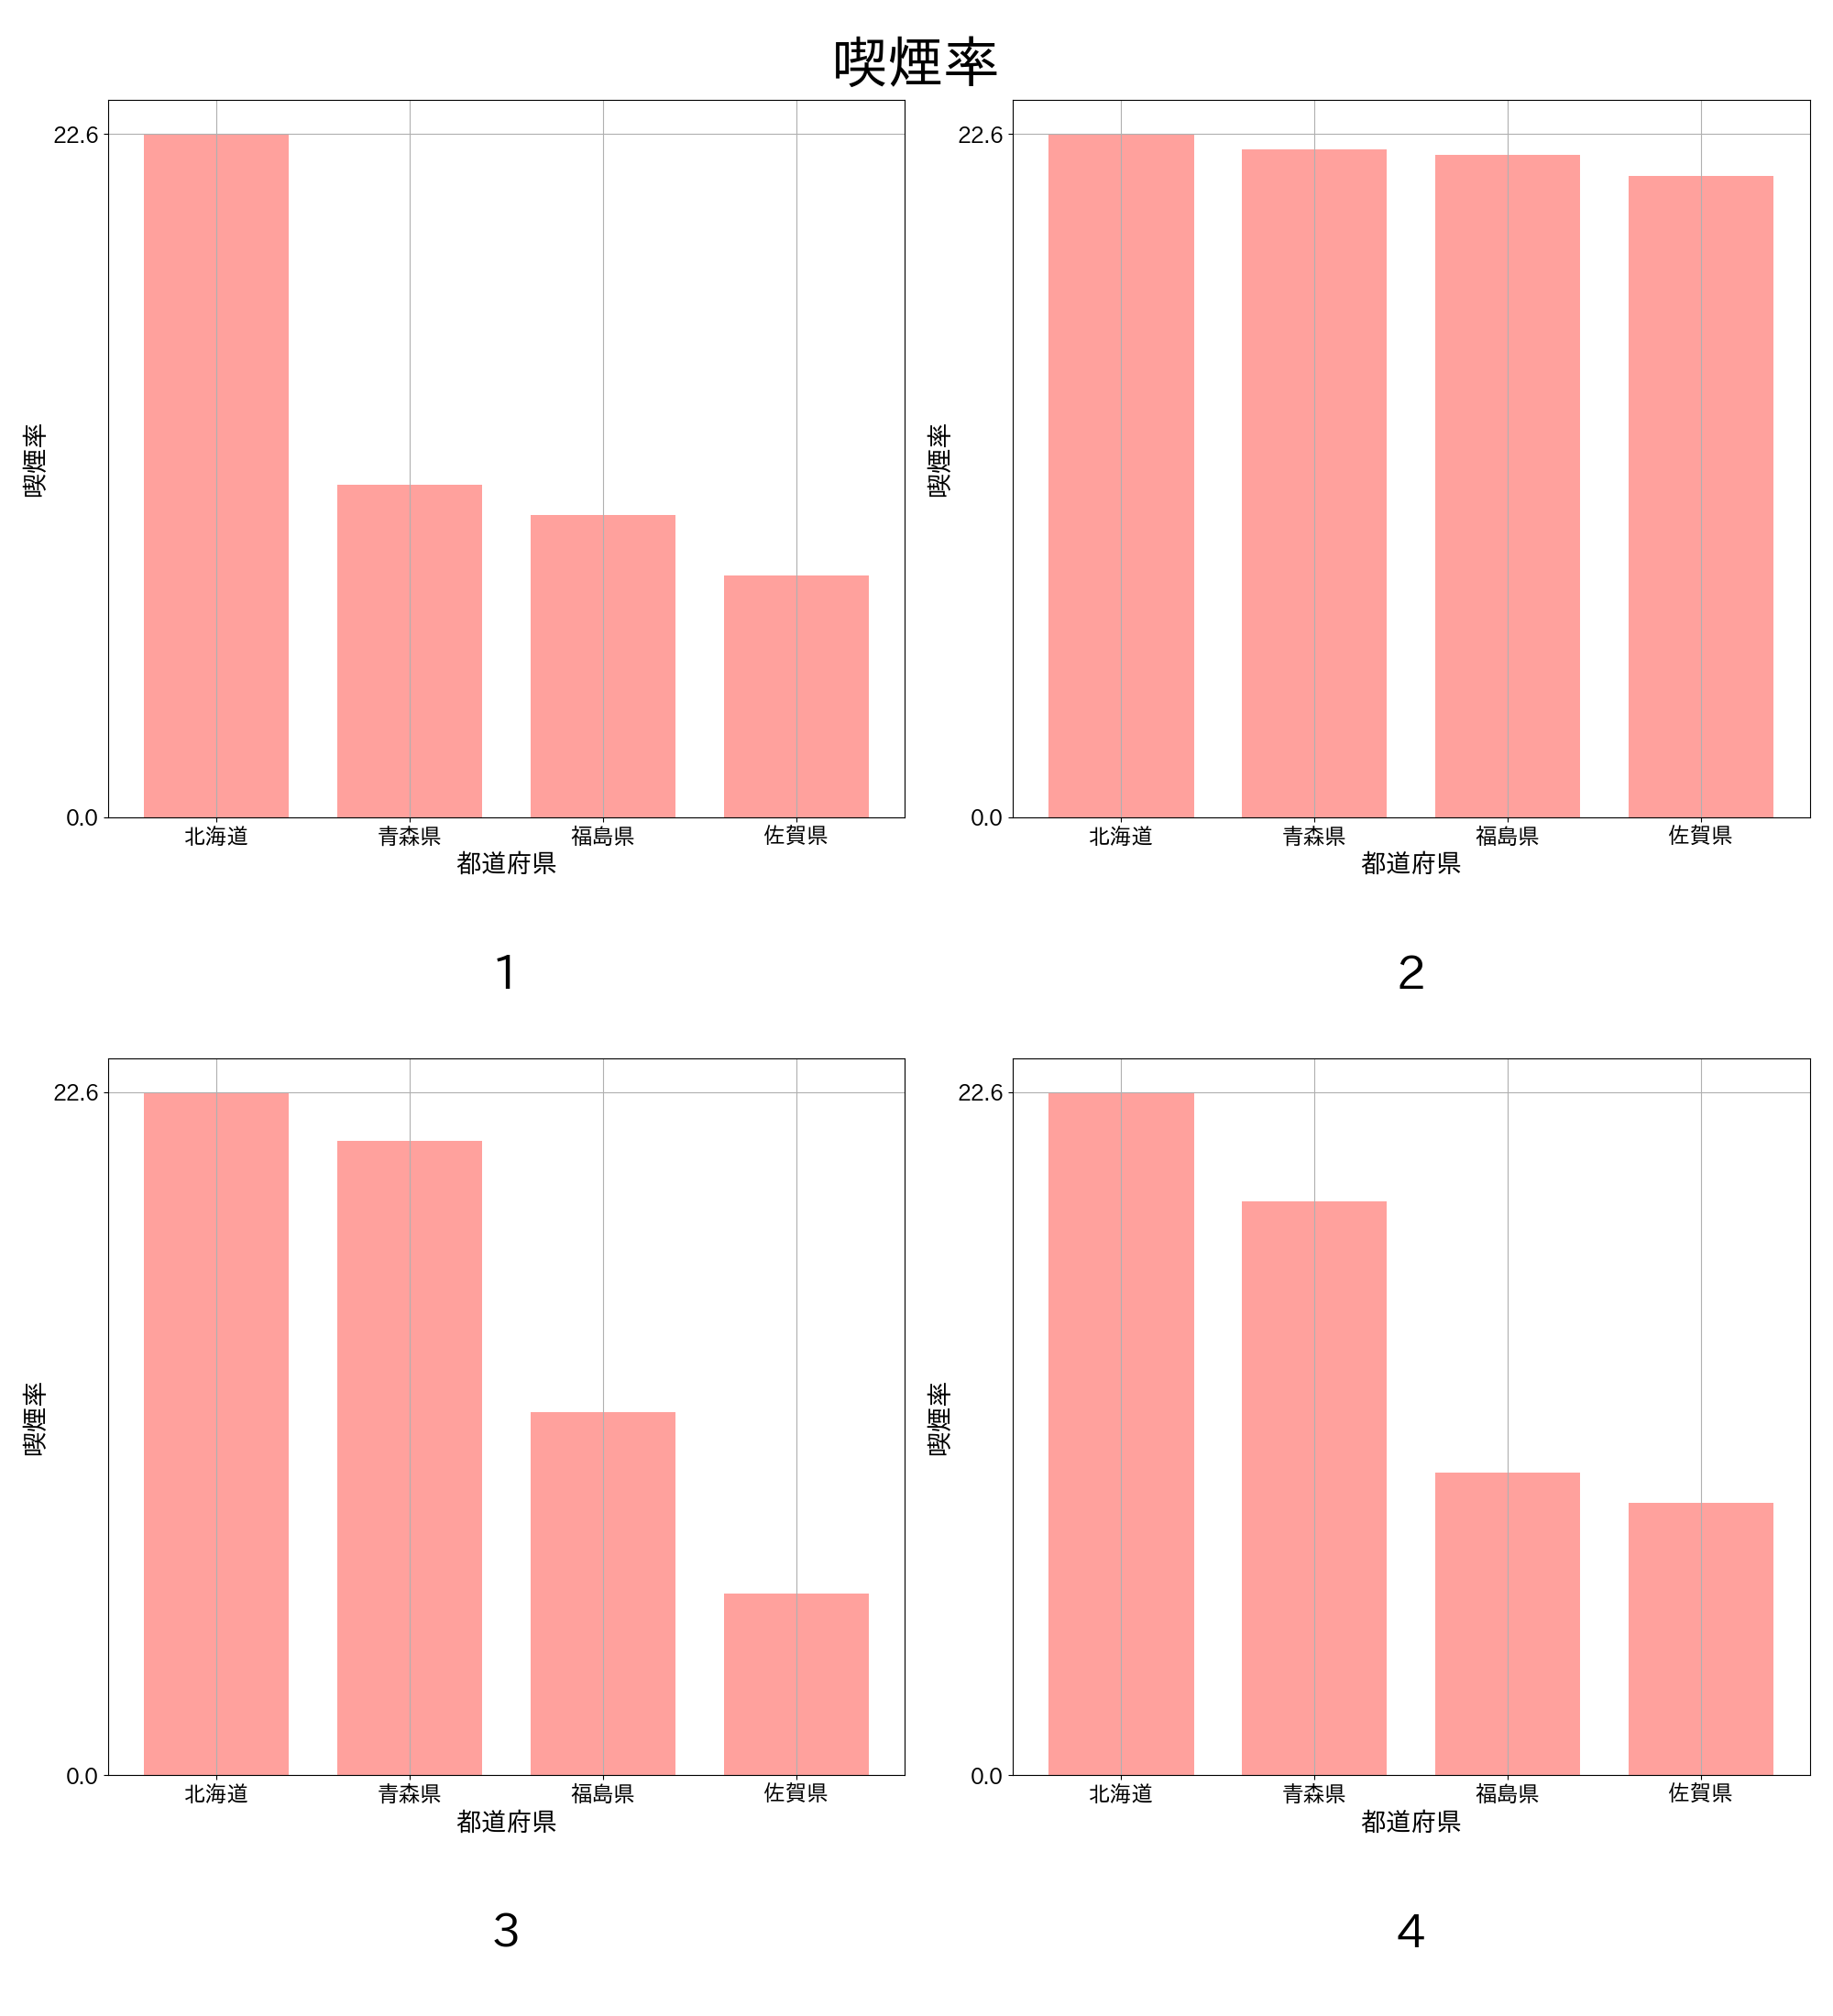 喫煙率
22.6
喫煙率
0.0
北海道 青森県 福島県 佐賀県
都道府県
1
22.6
喫煙率
0.0
北海道 青森県 福島県 佐賀県
都道府県
2
22.6
喫煙率
0.0
北海道 青森県 福島県 佐賀県
都道府県
3
22.6
喫煙率
0.0
北海道 青森県 福島県 佐賀県
都道府県
4